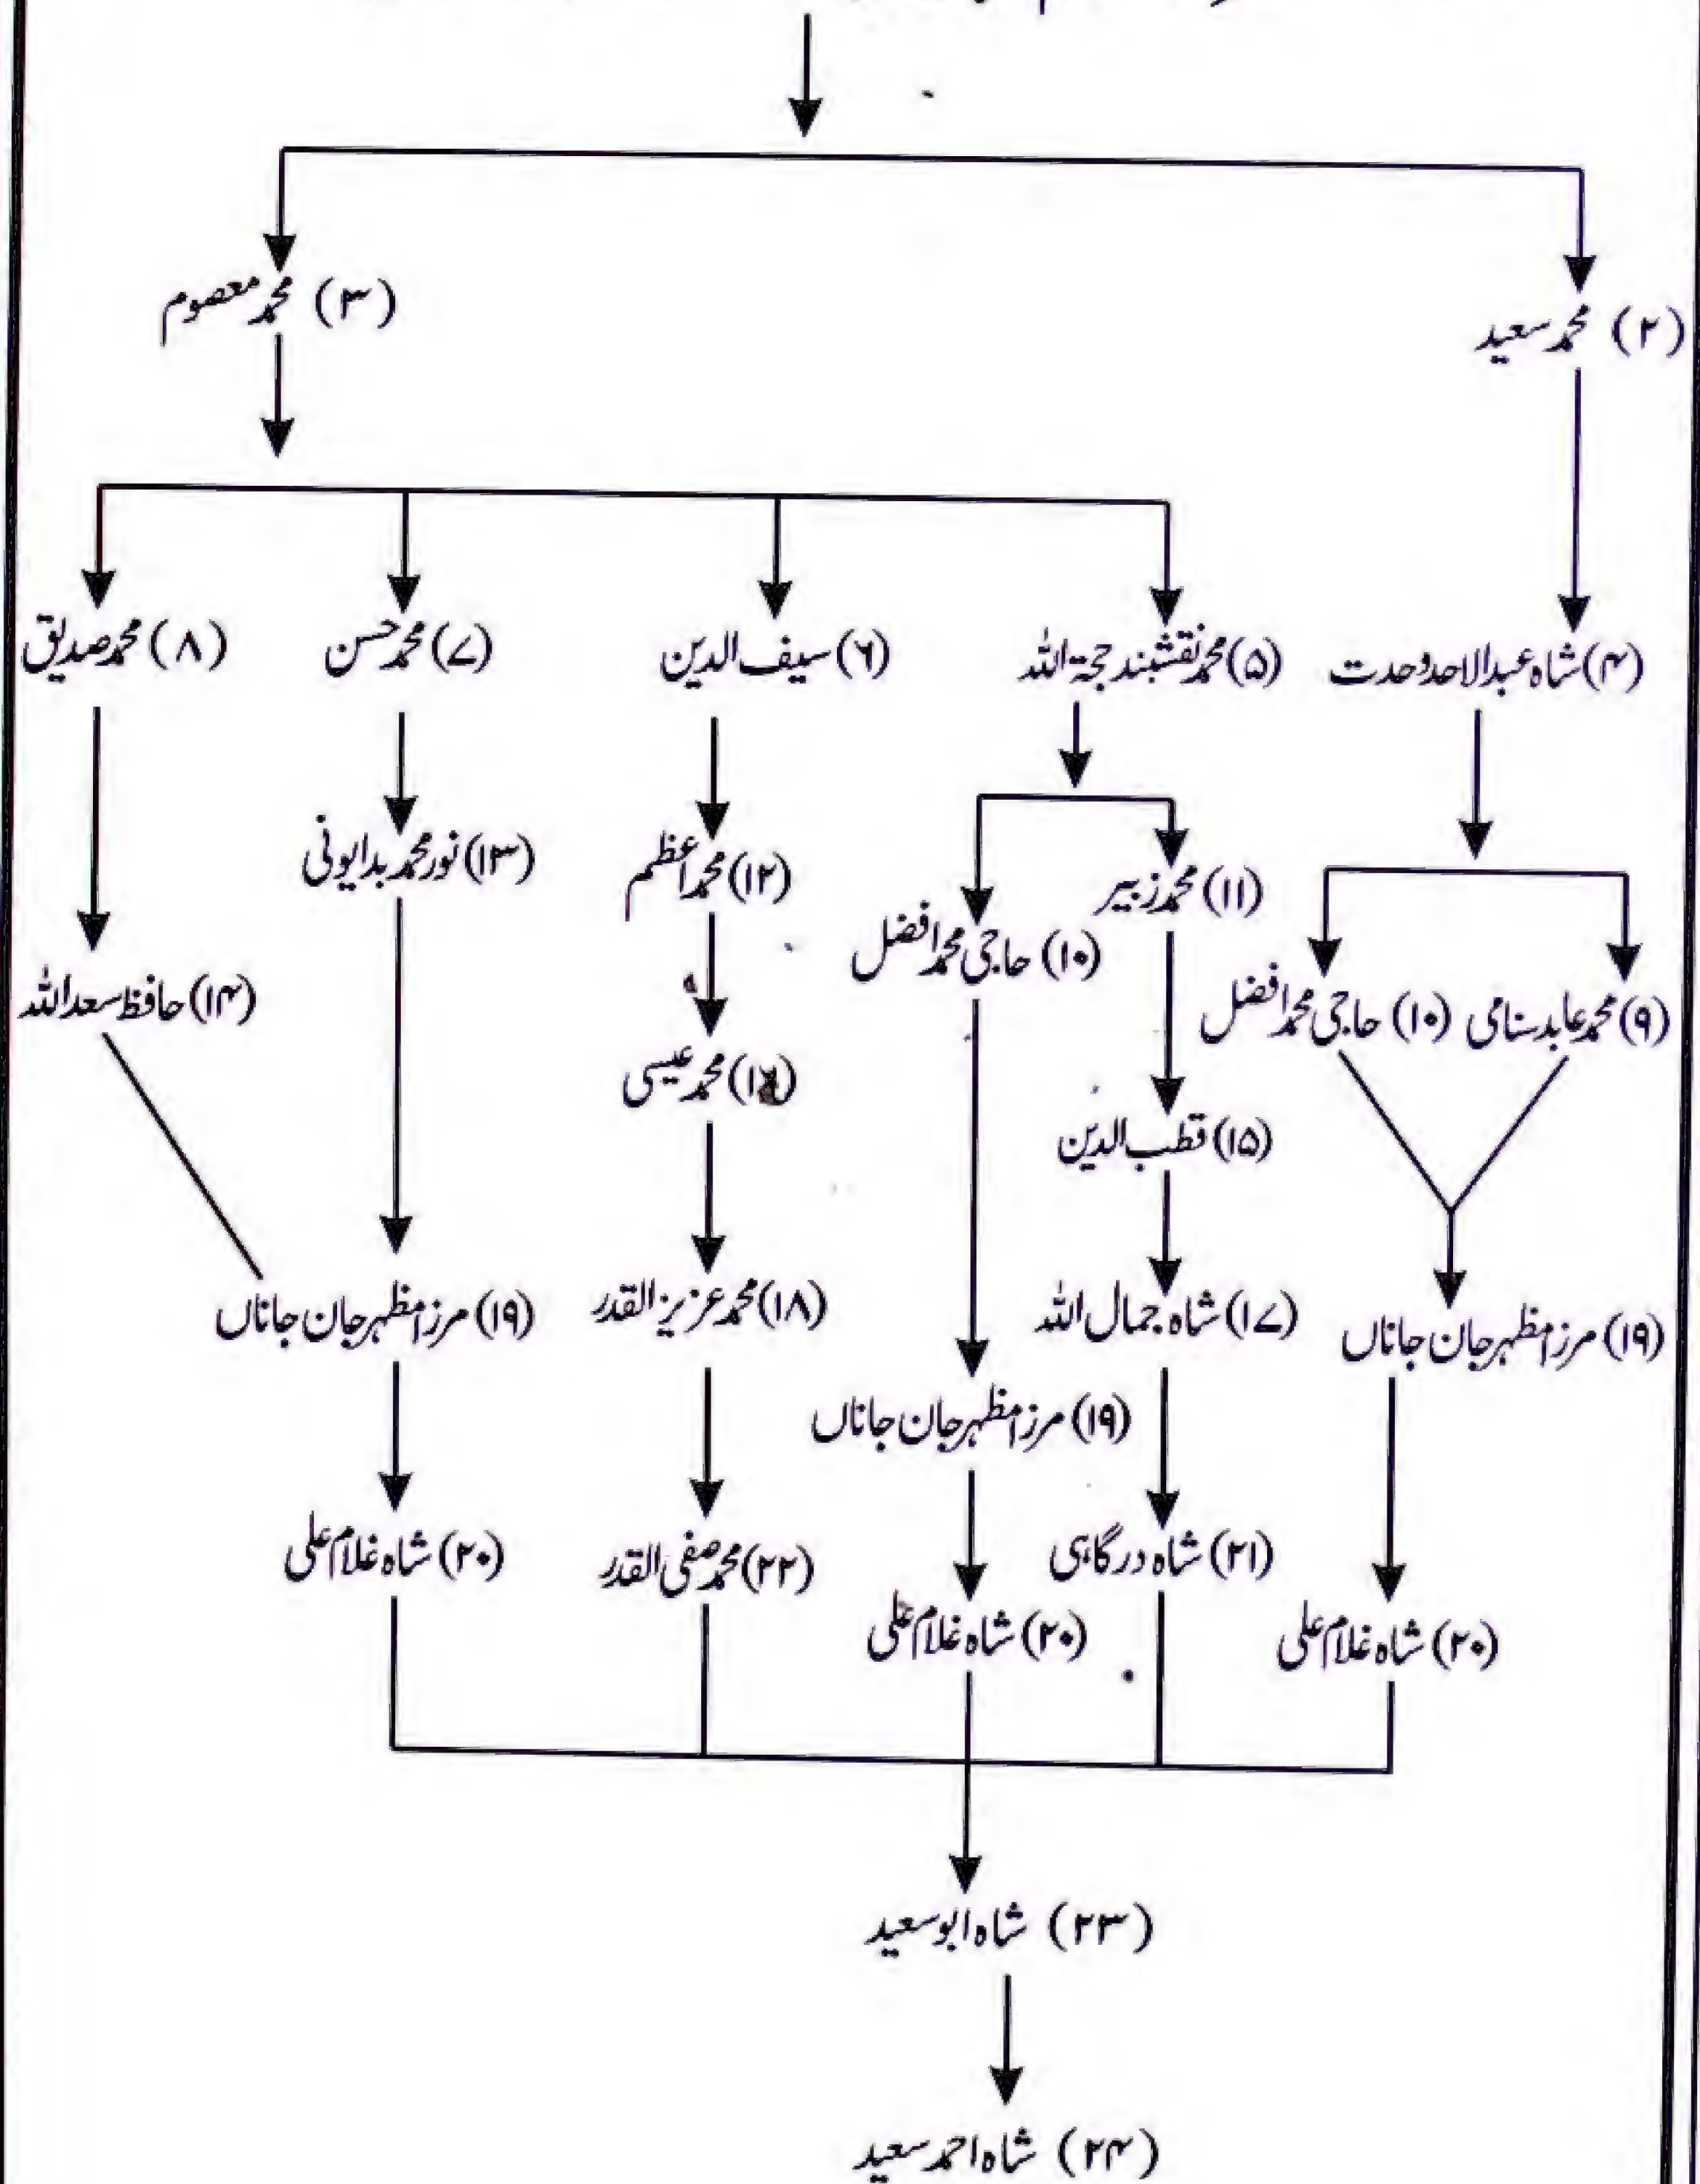 (۳) محمد معصوم
(۲) محمد سعید
(۴) شاہ عبدالاحد وحدت
(۵) محمد نقشبند حجۃ اللہ
(۶) سیف الدین
(۷) محمد حسن
(۸) محمد صدیق
(۹) محمد عابد سنامی
(۱۰) حاجی محمد افضل
(۱۱) محمد زبیر
(۱۰) حاجی محمد افضل
(۱۲) محمد اعظم
(۱۳) نور محمد بدایونی
(۱۴) حافظ سعد اللہ
(۱۵) قطب الدین
محمد عیسی
(۱۹) مرزا مظہر جان جاناں
(۱۷) شاہ جمال اللہ
(۱۹) مرزا مظہر جان جاناں
(۱۸) محمد عزیز القدر
(۱۹) مرزا مظہر جان جاناں
(۲۰) شاہ غلام علی
(۲۱) شاہ درگاہی
(۲۰) شاہ غلام علی
(۲۲) محمد صفی القدر
(۲۰) شاہ غلام علی
(۲۳) شاہ ابو سعید
(۲۴) شاہ احمد سعید